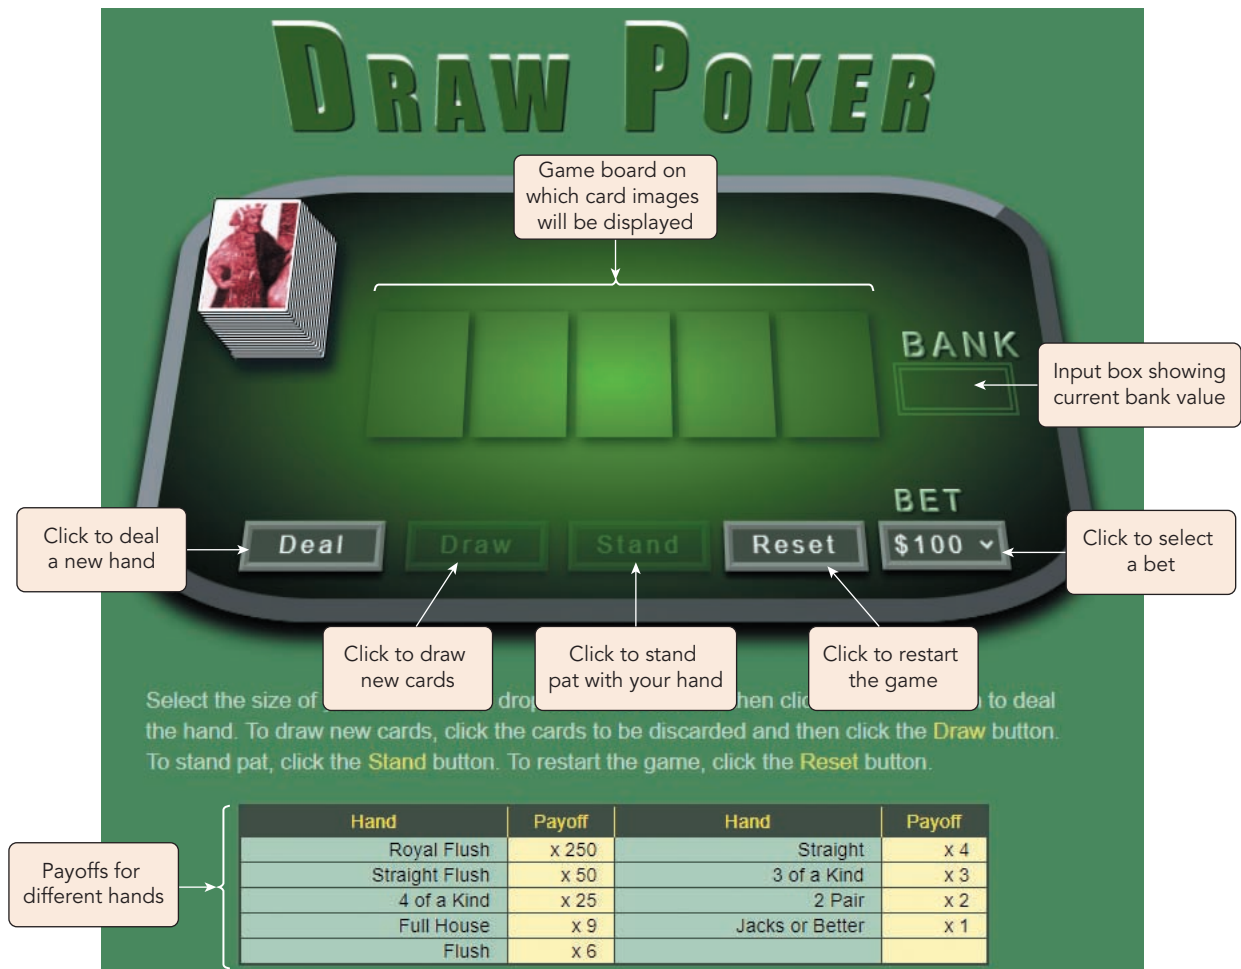 DRAW POKER
Game board on
which card images
will be displayed
BANK
Input box showing
current bank value
BET
Click to deal
a new hand
Deal
Draw
Stand
Reset
$100
Click to select
a bet
Click to draw
new cards
Click to stand
pat with your hand
Click to restart
the game
Select the size of drop hen clic to deal
the hand. To draw new cards, click the cards to be discarded and then click the Draw button.
To stand pat, click the Stand button. To restart the game, click the Reset button.
Payoffs for
different hands
Hand Payoff Hand Payoff
Royal Flush x 250 Straight x 4
Straight Flush x 50 3 of a Kind x 3
4 of a Kind x 25 2 Pair x 2
Full House x 9 Jacks or Better x 1
Flush x 6